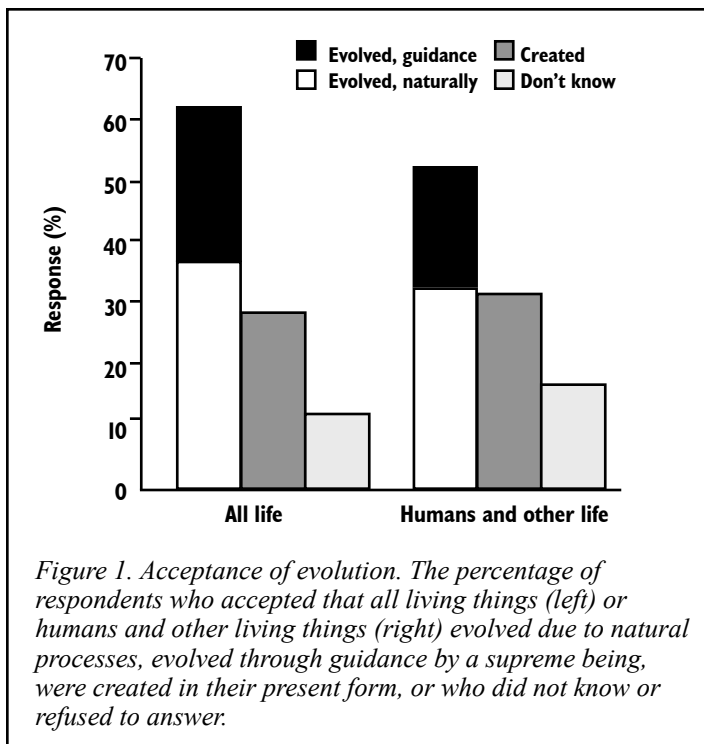 70
60
50
40
30
20
10
0
Response (%)
Evolved, guidance
Created
Evolved, naturally
Don't know
All life
Humans and other life
Figure 1. Acceptance of evolution. The percentage of
respondents who accepted that all living things (left) or
humans and other living things (right) evolved due to natural
processes, evolved through guidance by a supreme being,
were created in their present form, or who did not know or
refused to answer.